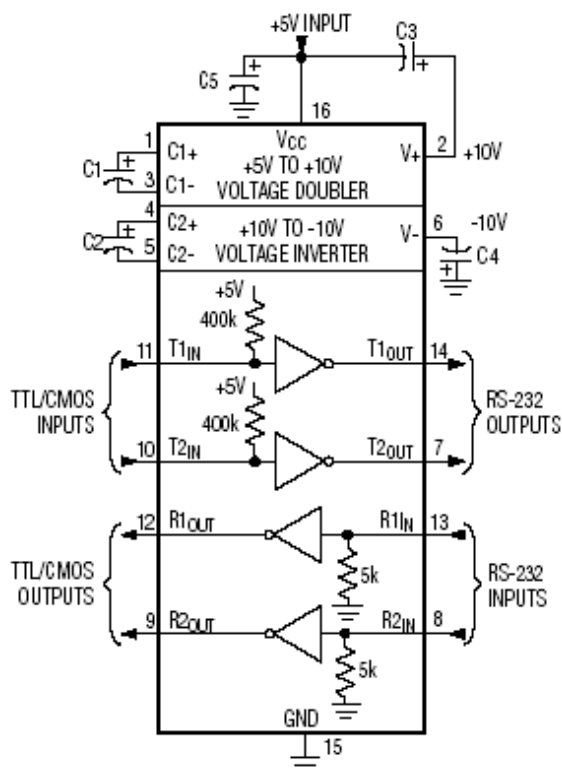 +5V INPUT
C3
C5
+
+
16
1
C1+
VCC
V+
2
+10V
C1
+
+5V TO +10V
3
C1-
VOLTAGE DOUBLER
4
C2+
+10V TO -10V
V-
6
-10V
C2
+
5
C2-
VOLTAGE INVERTER
C4
+
+5V
400k
11
T1IN
T1OUT
14
TTL/CMOS
INPUTS
+5V
400k
RS-232
OUTPUTS
10
T2IN
T2OUT
7
12
R1OUT
R1IN
13
TTL/CMOS
OUTPUTS
5k
RS-232
INPUTS
9
R2OUT
R2IN
8
5k
GND
15